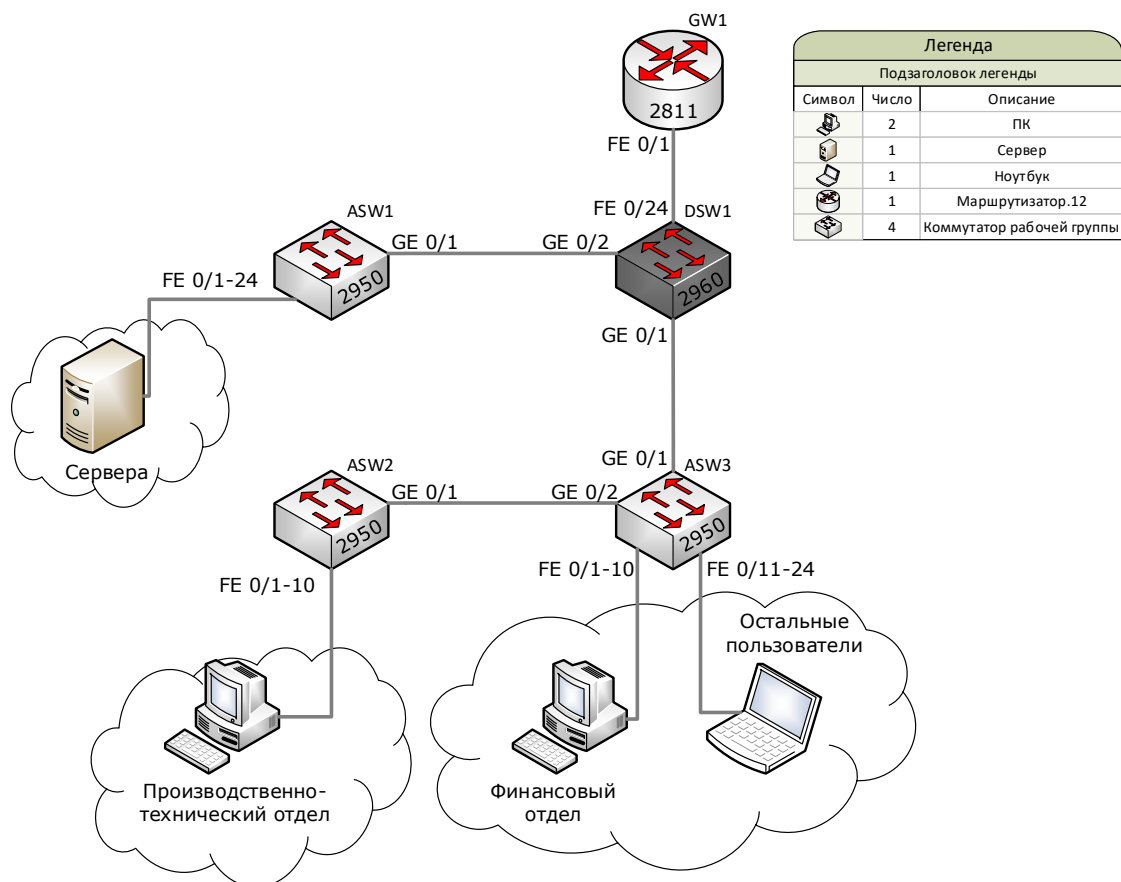 GW1
2811
FE 0/1
FE 0/24
DSW1
2960
GE 0/2
GE 0/1
ASW1
2950
GE 0/1
FE 0/1-24
Сервера
ASW2
2950
GE 0/1
FE 0/1-10
Производственно-
технический отдел
ASW3
2950
GE 0/1
GE 0/2
FE 0/1-10
FE 0/11-24
Финансовый
отдел
Остальные
пользователи
Легенда
Подзаголовок легенды
Символ Число Описание
2 ПК
1 Сервер
1 Ноутбук
1 Маршрутизатор.12
4 Коммутатор рабочей группы